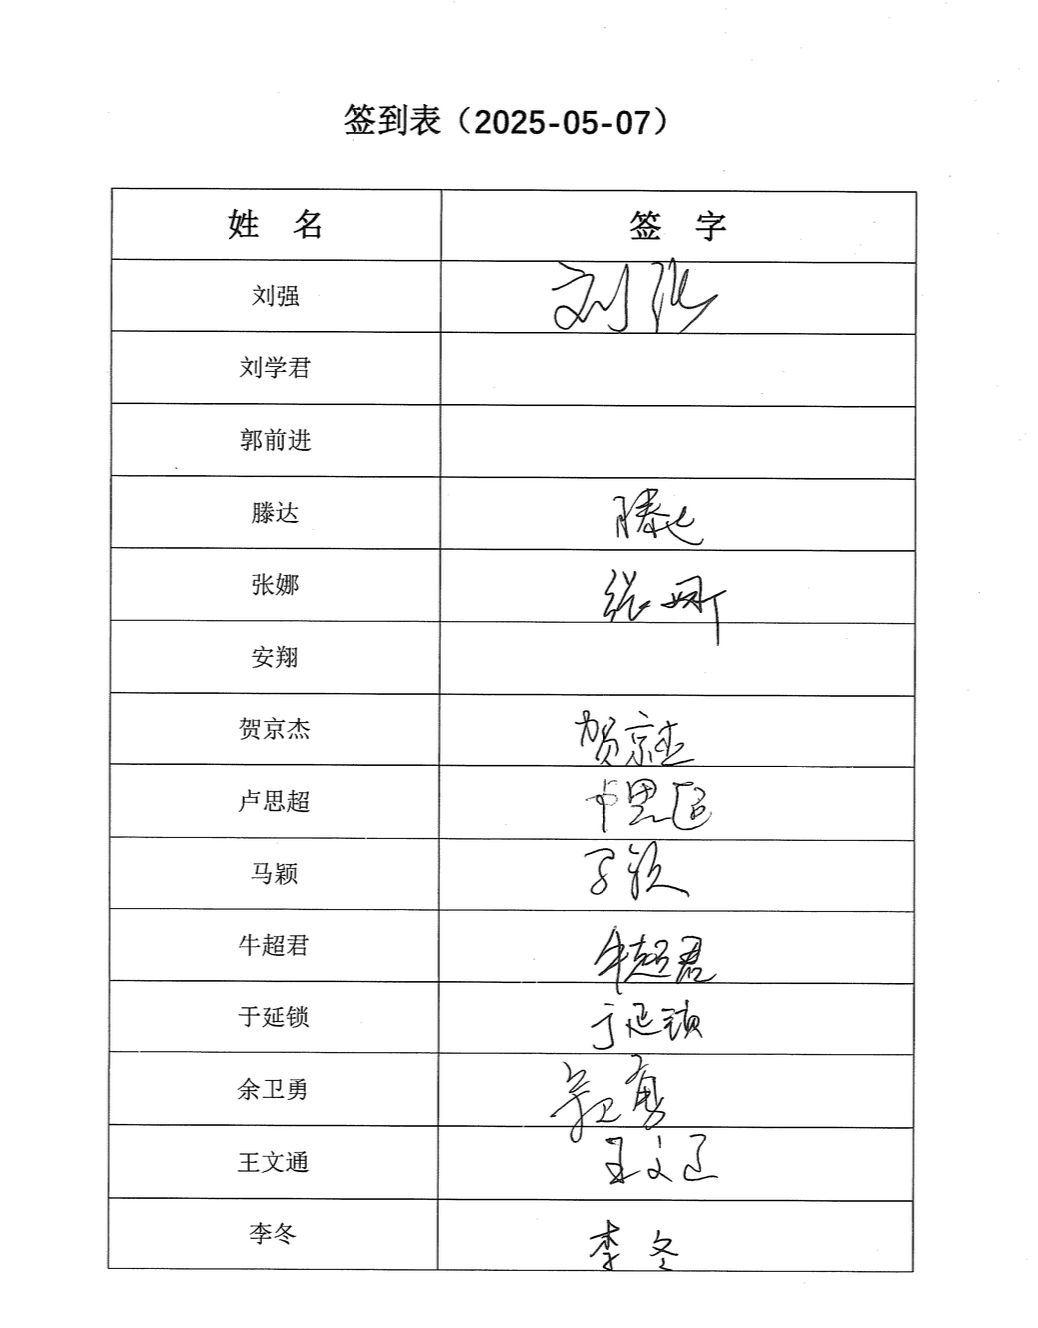 签到表（2025-05-07）
姓 名 签 字
刘强 刘强
刘学君
郭前进
滕达 滕达
张娜 张娜
安翔
贺京杰 贺京杰
卢思超 卢思超
马颖 马颖
牛超君 牛超君
于延锁 于延锁
余卫勇 余卫勇
王文通 王文通
李冬 李冬